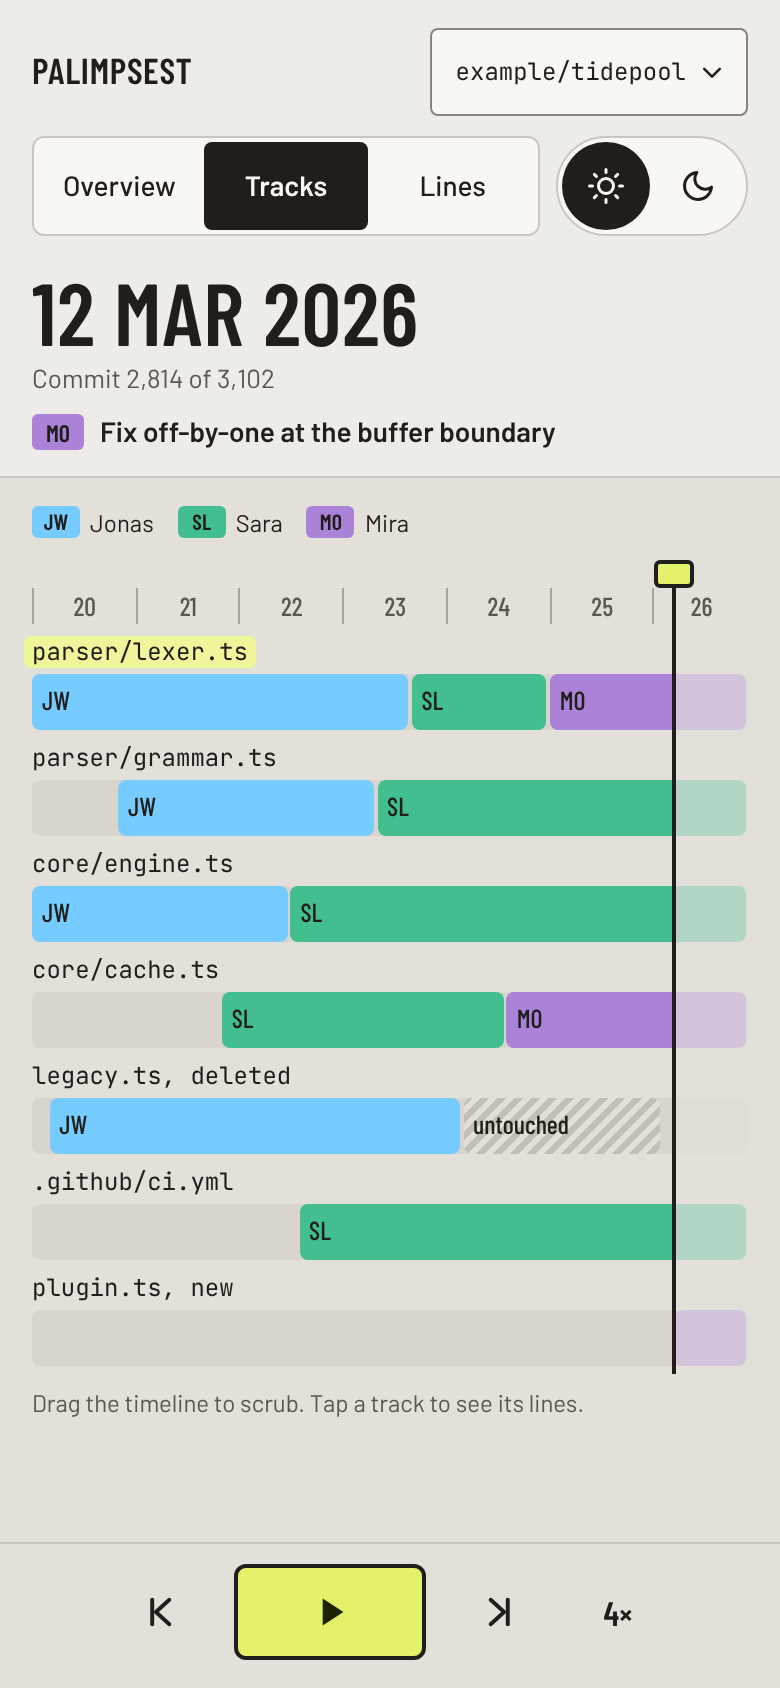 PALIMPSEST
example/tidepool
Overview Tracks Lines
12 MAR 2026
Commit 2,814 of 3,102
MO Fix off-by-one at the buffer boundary
JW Jonas SL Sara MO Mira
20 21 22 23 24 25 26
parser/lexer.ts
JW SL MO
parser/grammar.ts
JW SL
core/engine.ts
JW SL
core/cache.ts
SL MO
legacy.ts, deleted
JW untouched
.github/ci.yml
SL
plugin.ts, new
Drag the timeline to scrub. Tap a track to see its lines.
4×